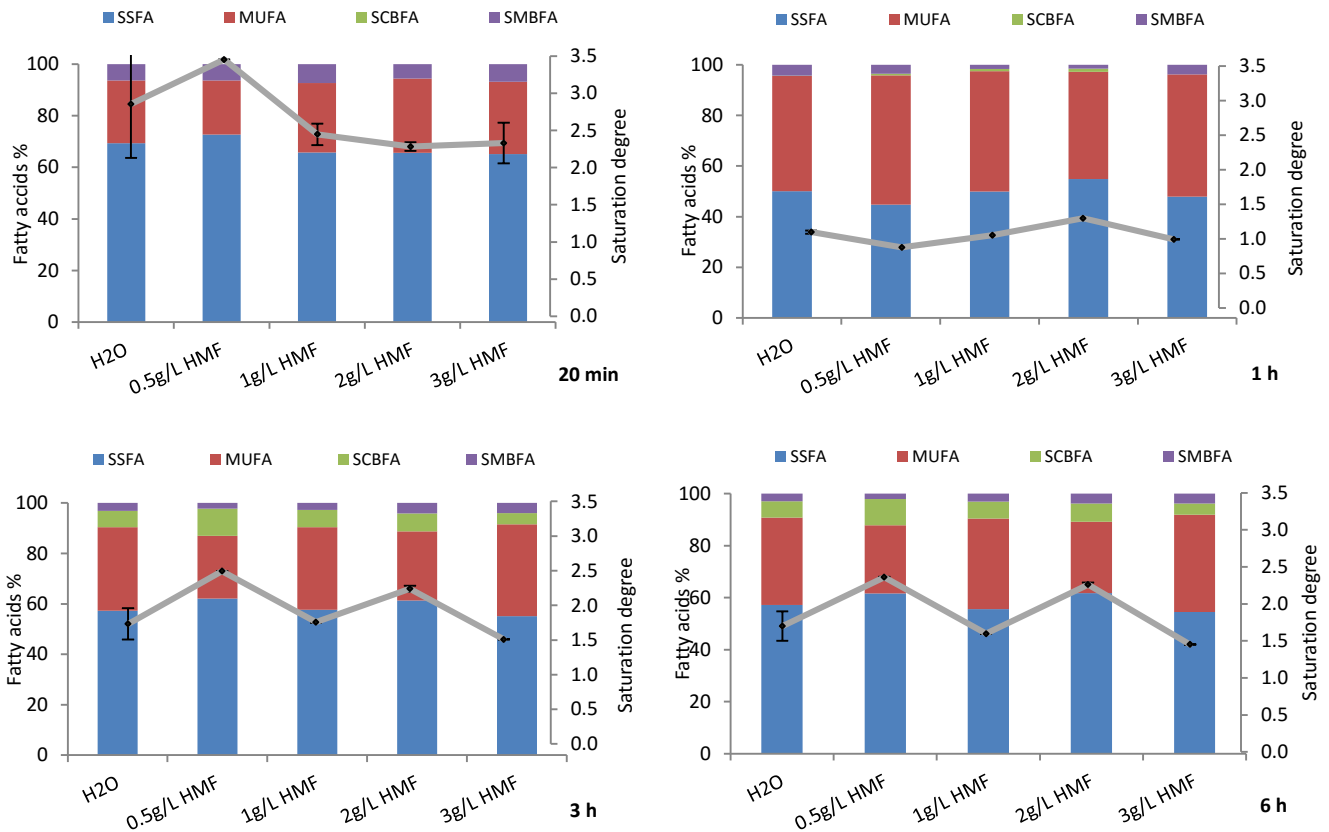 SSFA MUFA SCBFA SMBFA
100
80
60
40
20
0
Fatty accids %
3.5
3.0
2.5
2.0
1.5
1.0
0.5
0.0
Saturation degree
H2O 0.5g/L HMF 1g/L HMF 2g/L HMF 3g/L HMF
20 min
SSFA MUFA SCBFA SMBFA
100
80
60
40
20
0
Fatty acids %
3.5
3.0
2.5
2.0
1.5
1.0
0.5
0.0
Saturation degree
H2O 0.5g/L HMF 1g/L HMF 2g/L HMF 3g/L HMF
1 h
SSFA MUFA SCBFA SMBFA
100
80
60
40
20
0
Fatty acids %
3.5
3.0
2.5
2.0
1.5
1.0
0.5
0.0
Saturation degree
H2O 0.5g/L HMF 1g/L HMF 2g/L HMF 3g/L HMF
3 h
SSFA MUFA SCBFA SMBFA
100
80
60
40
20
0
Fatty acids %
3.5
3.0
2.5
2.0
1.5
1.0
0.5
0.0
Saturation degree
H2O 0.5g/L HMF 1g/L HMF 2g/L HMF 3g/L HMF
6 h